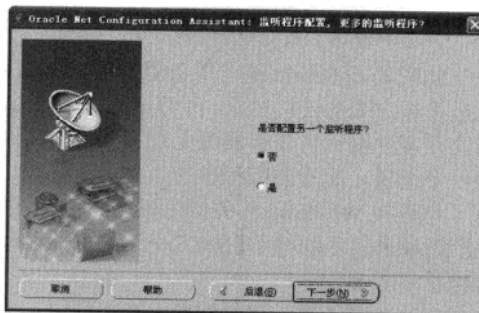 Oracle Net Configuration Assistant: 监听程序配置，更多的监听程序?
是否配置另一个监听程序?
否
是
取消 帮助 后退(B) 下一步(N)